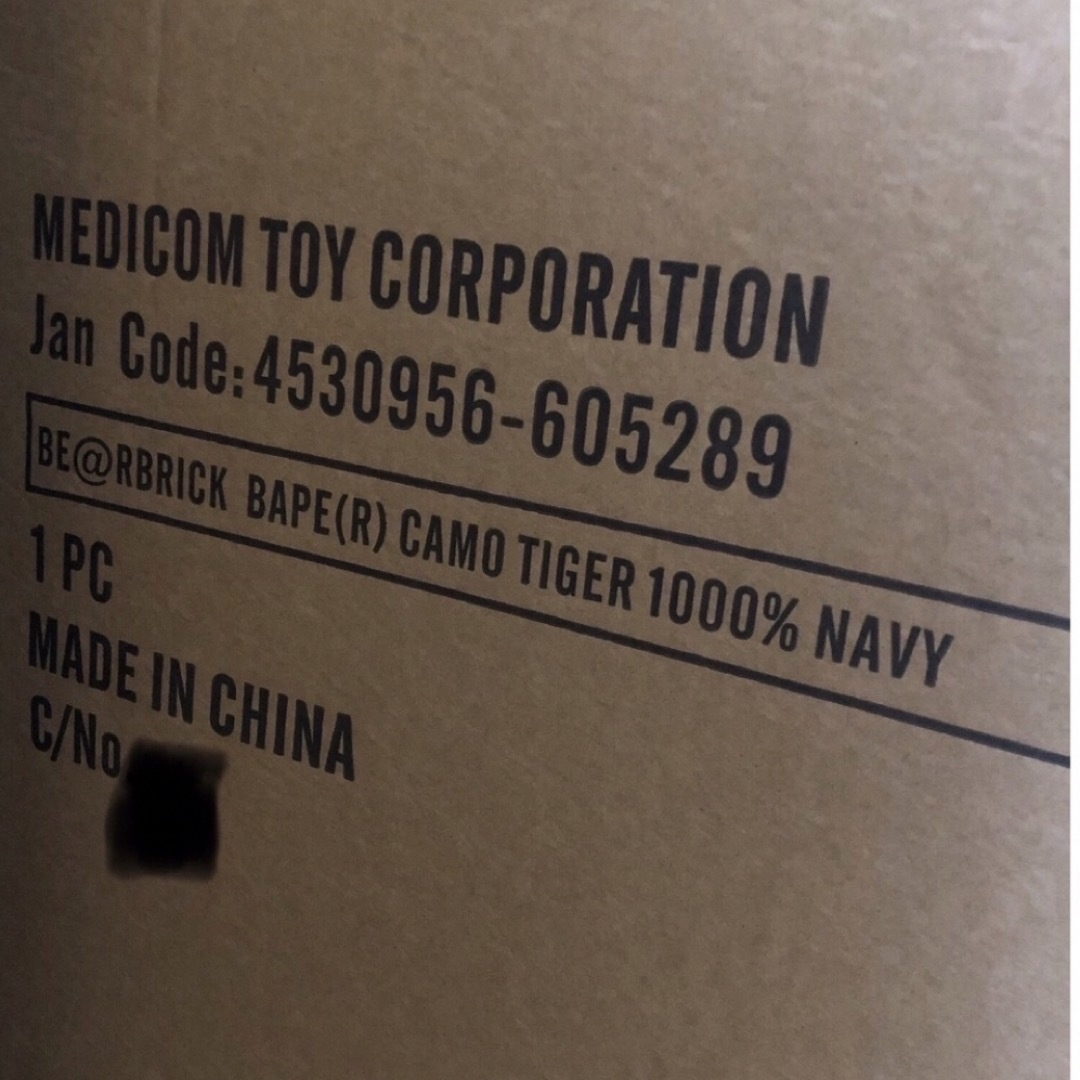 MEDICOM TOY CORPORATION
Jan Code:4530956-605289
BE@RBRICK BAPE(R) CAMO TIGER 1000% NAVY
1 PC
MADE IN CHINA
C/No